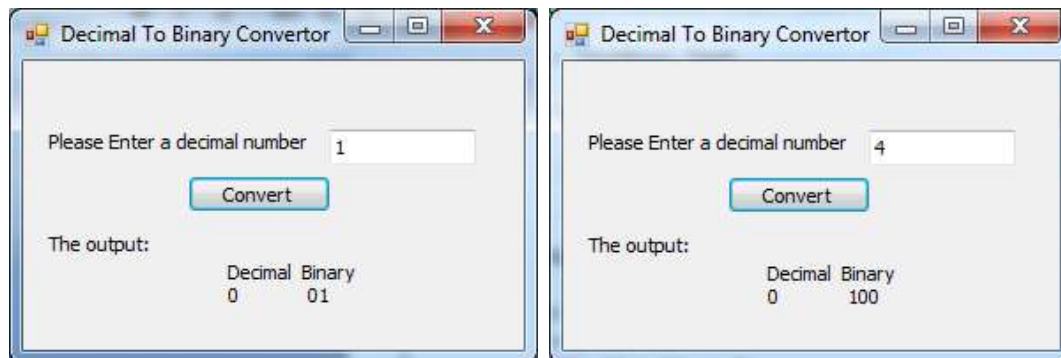 Decimal To Binary Convertor
Please Enter a decimal number 1
Convert
The output:
Decimal Binary
0 01
Decimal To Binary Convertor
Please Enter a decimal number 4
Convert
The output:
Decimal Binary
0 100